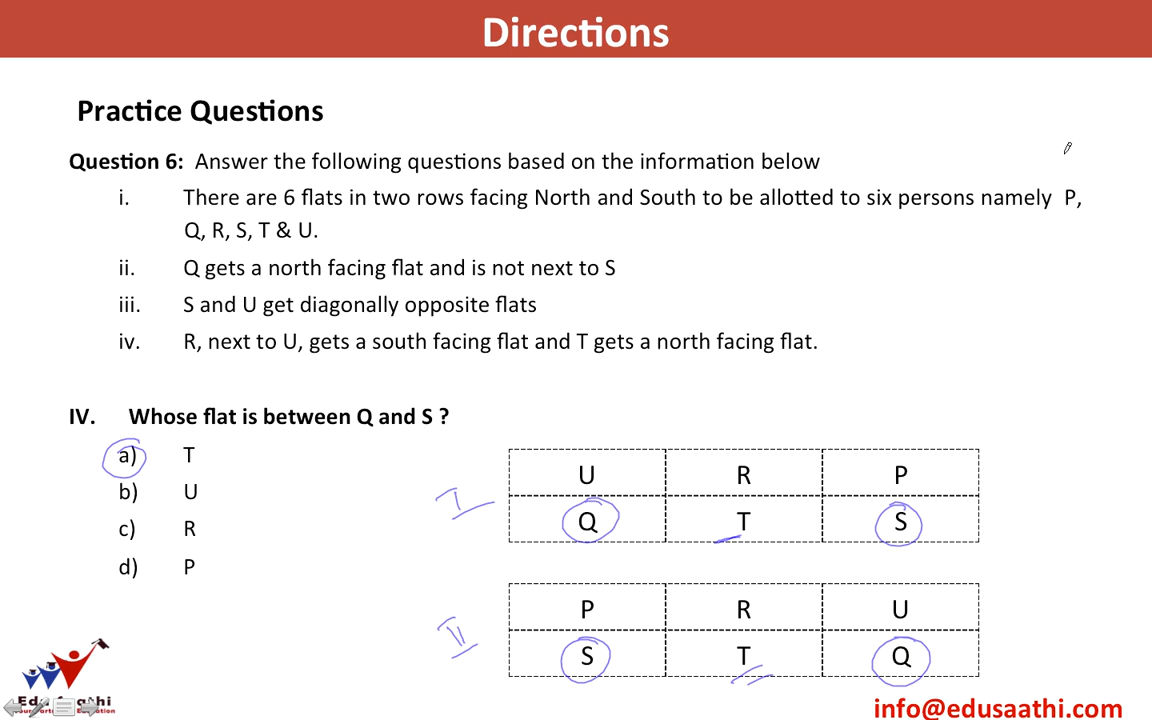 Directions
Practice Questions
Question 6: Answer the following questions based on the information below
i. There are 6 flats in two rows facing North and South to be allotted to six persons namely P,
Q, R, S, T & U.
ii. Q gets a north facing flat and is not next to S
iii. S and U get diagonally opposite flats
iv. R, next to U, gets a south facing flat and T gets a north facing flat.
IV. Whose flat is between Q and S ?
a) T
b) U
c) R
d) P
I
U R P
Q T S
II
P R U
S T Q
info@edusaathi.com